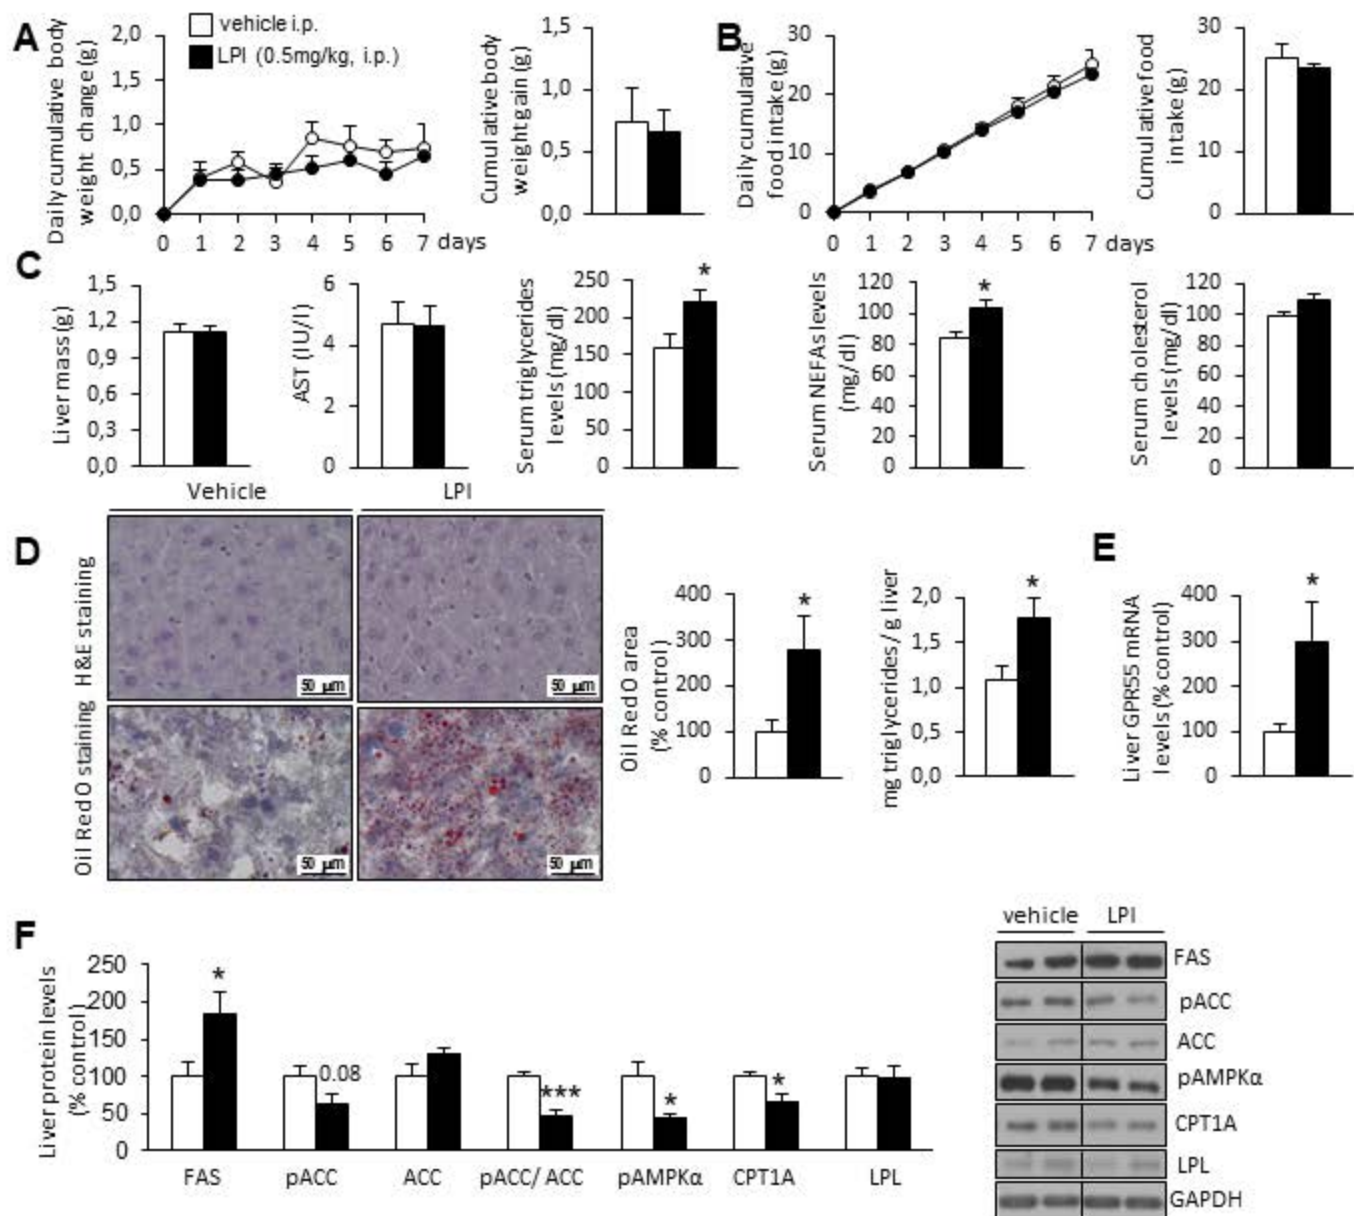 A
vehicle i.p.
LPI (0.5mg/kg, i.p.)
Daily cumulative body
weight change (g)
2,0
1,5
1,0
0,5
0,0
0 1 2 3 4 5 6 7 days
Cumulative body
weight gain (g)
1,5
1,0
0,5
0,0
B
Daily cumulative
food intake (g)
30
20
10
0
0 1 2 3 4 5 6 7 days
Cumulative food
intake (g)
30
20
10
0
C
Liver mass (g)
1,5
1,2
0,9
0,6
0,3
0,0
AST (IU/l)
6
4
2
0
Serum triglycerides
levels (mg/dl)
250
200
150
100
50
0
*
Serum NEFAs levels
(mg/dl)
120
100
80
60
40
20
0
*
Serum cholesterol
levels (mg/dl)
120
100
80
60
40
20
0
Vehicle LPI
D
H&E staining
50 μm
50 μm
Oil Red O staining
50 μm
50 μm
Oil Red O area
(% control)
400
300
200
100
0
*
mg triglycerides / g liver
2,0
1,5
1,0
0,5
0,0
*
E
Liver GPR55 mRNA
levels (% control)
400
300
200
100
0
*
F
Liver protein levels
(% control)
250
200
150
100
50
0
* 0.08 *** * *
FAS pACC ACC pACC/ ACC pAMPKα CPT1A LPL
vehicle LPI
FAS
pACC
ACC
pAMPKα
CPT1A
LPL
GAPDH